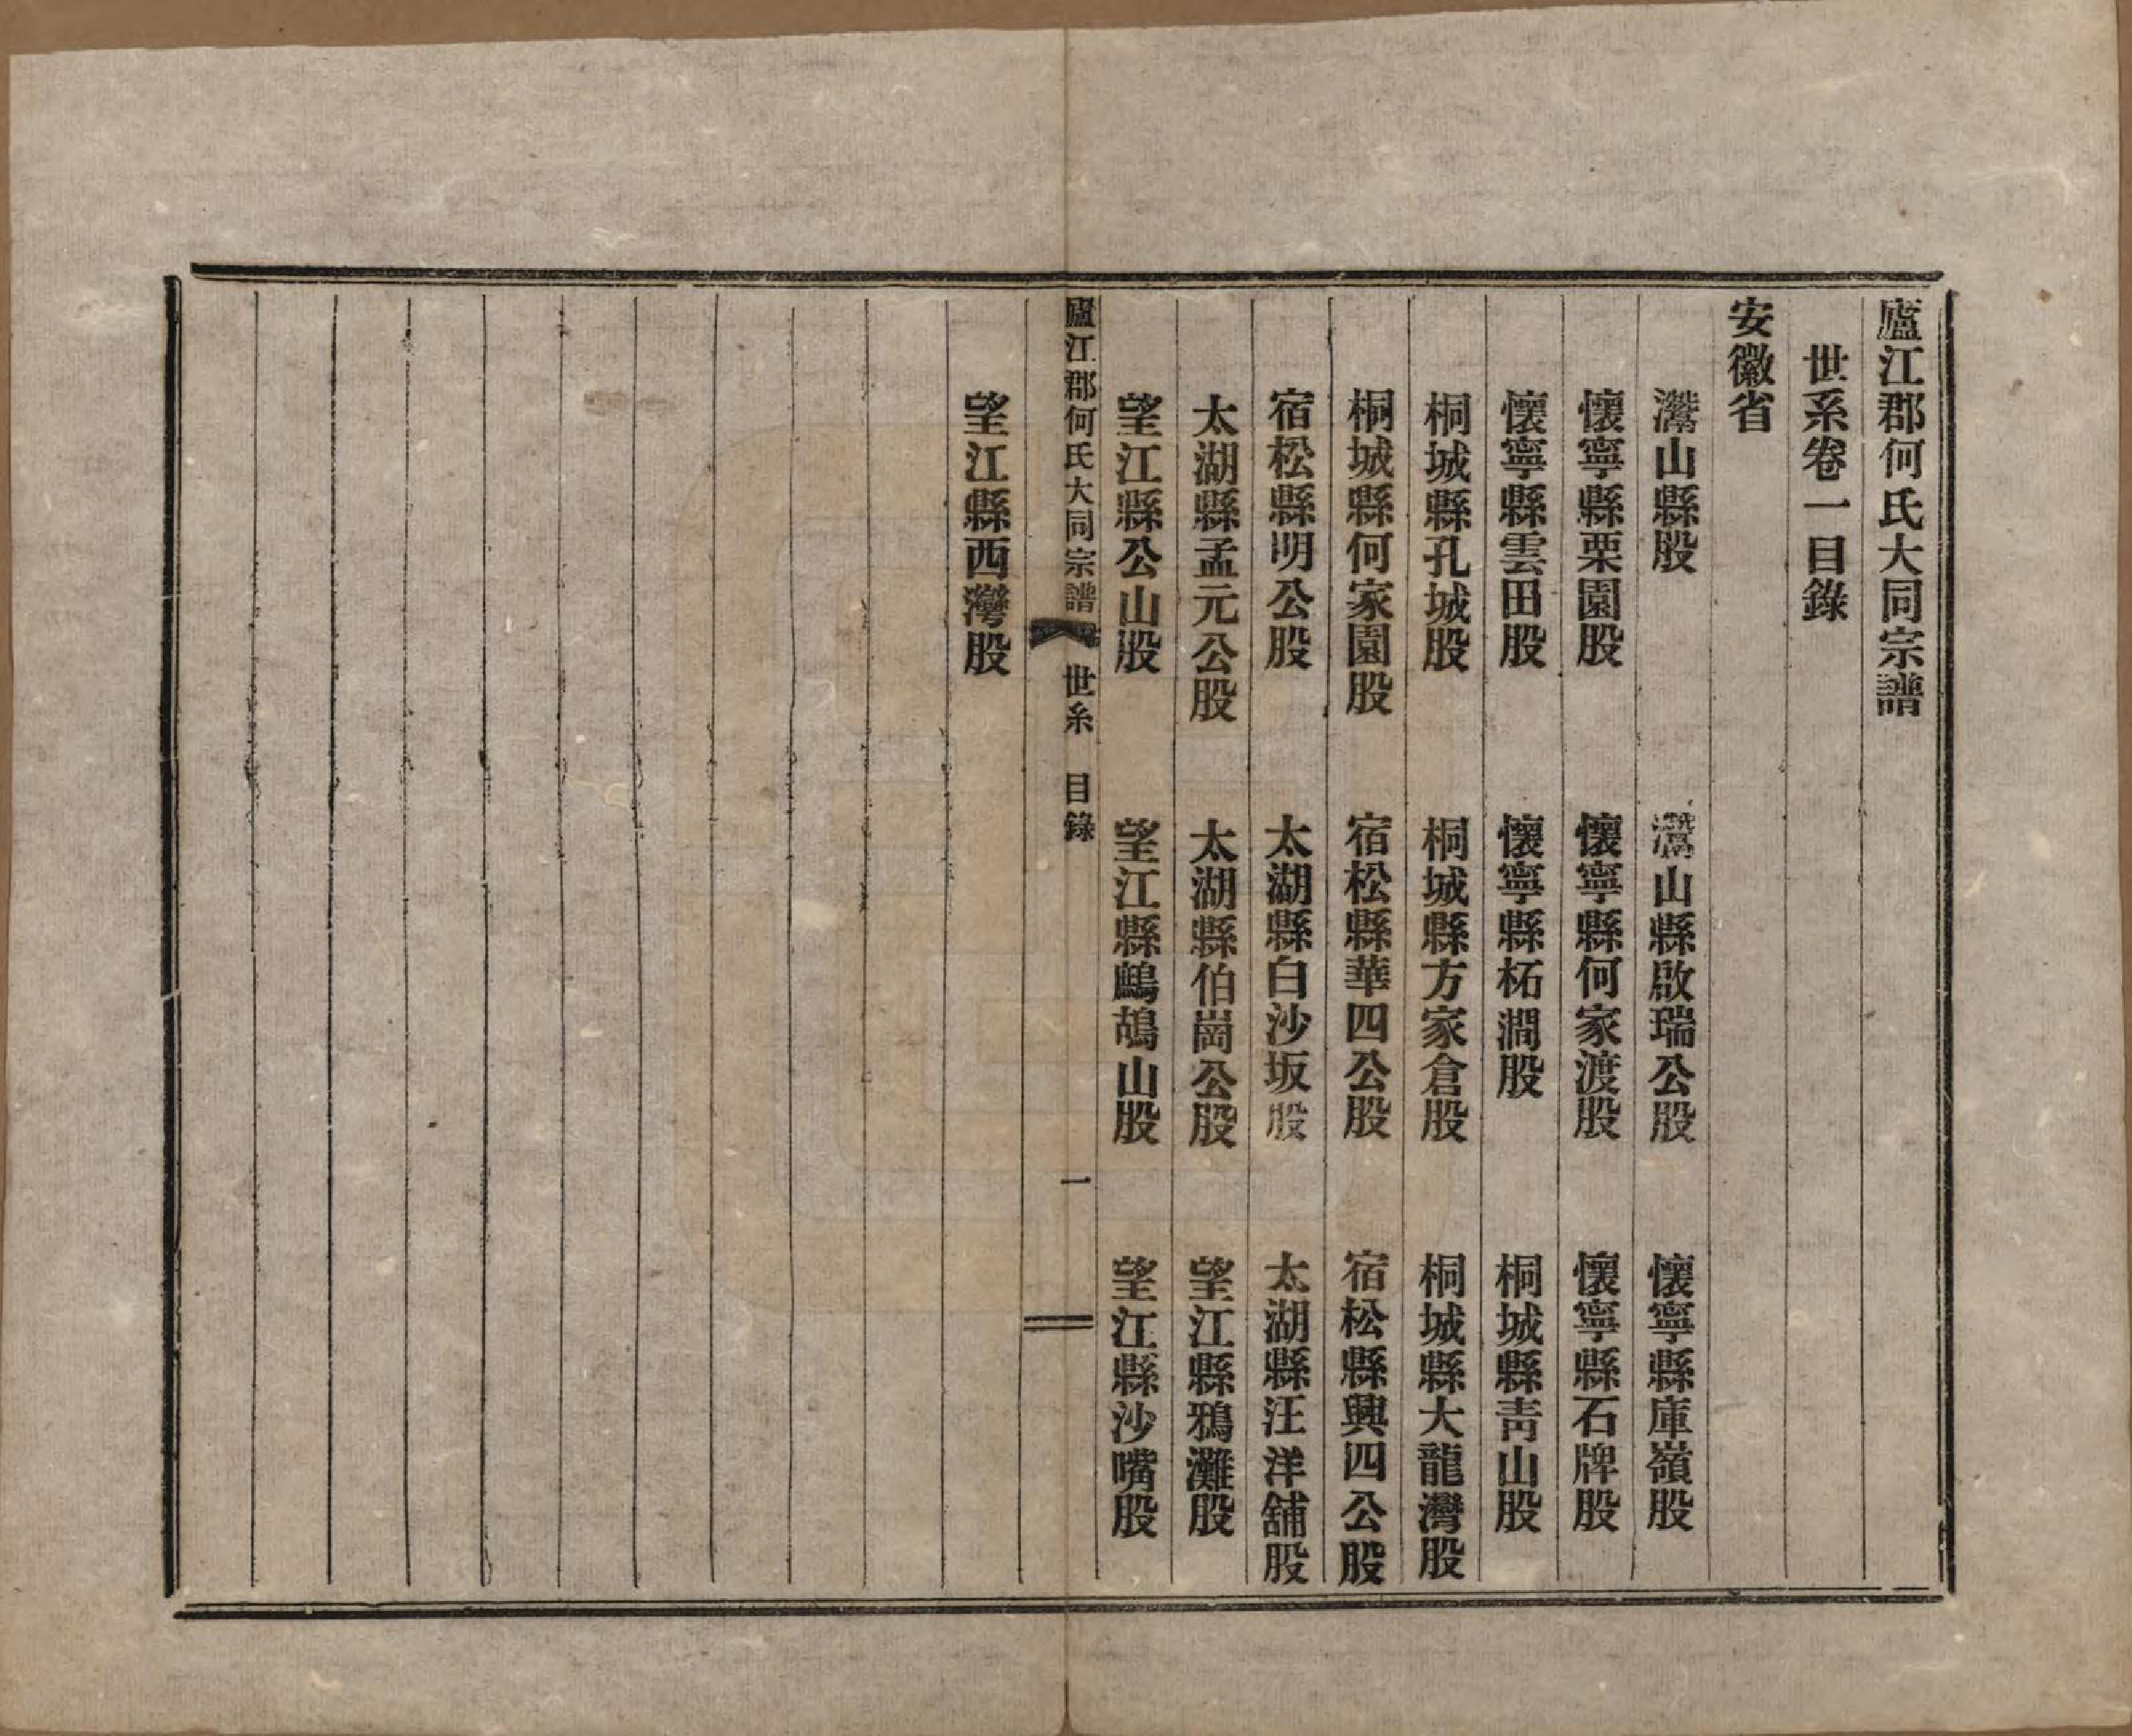 廬江郡何氏大同宗譜
世系卷一目錄
安徽省
灊山縣股　灊山縣啟瑞公股　懷寧縣庫嶺股
懷寧縣栗園股　懷寧縣何家渡股　懷寧縣石牌股
懷寧縣雲田股　懷寧縣柘澗股　桐城縣青山股
桐城縣孔城股　桐城縣方家倉股　桐城縣大龍灣股
桐城縣何家園股　宿松縣華四公股　宿松縣興四公股
宿松縣明公股　太湖縣白沙坂股　太湖縣汪洋舖股
太湖縣孟元公股　太湖縣伯崗公股　望江縣鴉灘股
望江縣公山股　望江縣鷓鴣山股　望江縣沙嘴股
廬江郡何氏大同宗譜　世系　目錄　一
望江縣西灣股